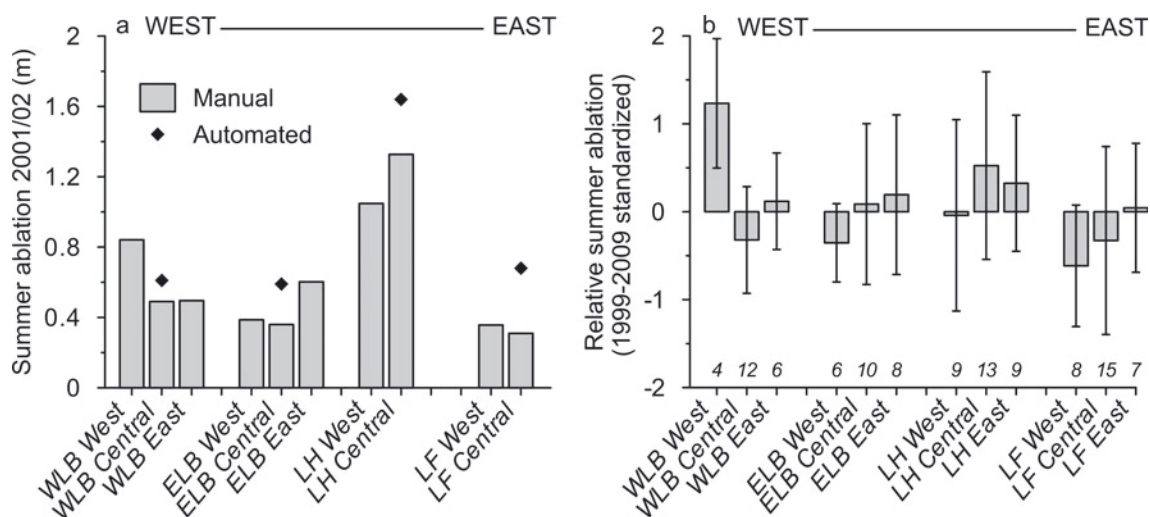 a WEST EAST
Summer ablation 2001/02 (m)
2
1.6
1.2
0.8
0.4
0
Manual
Automated
WLB West
WLB Central
WLB East
ELB West
ELB Central
ELB East
LH West
LH Central
LF West
LF Central
b WEST EAST
Relative summer ablation
(1999-2009 standardized)
2
1
0
-1
-2
4 12 6 6 10 8 9 13 9 8 15 7
WLB West
WLB Central
WLB East
ELB West
ELB Central
ELB East
LH West
LH Central
LH East
LF West
LF Central
LF East